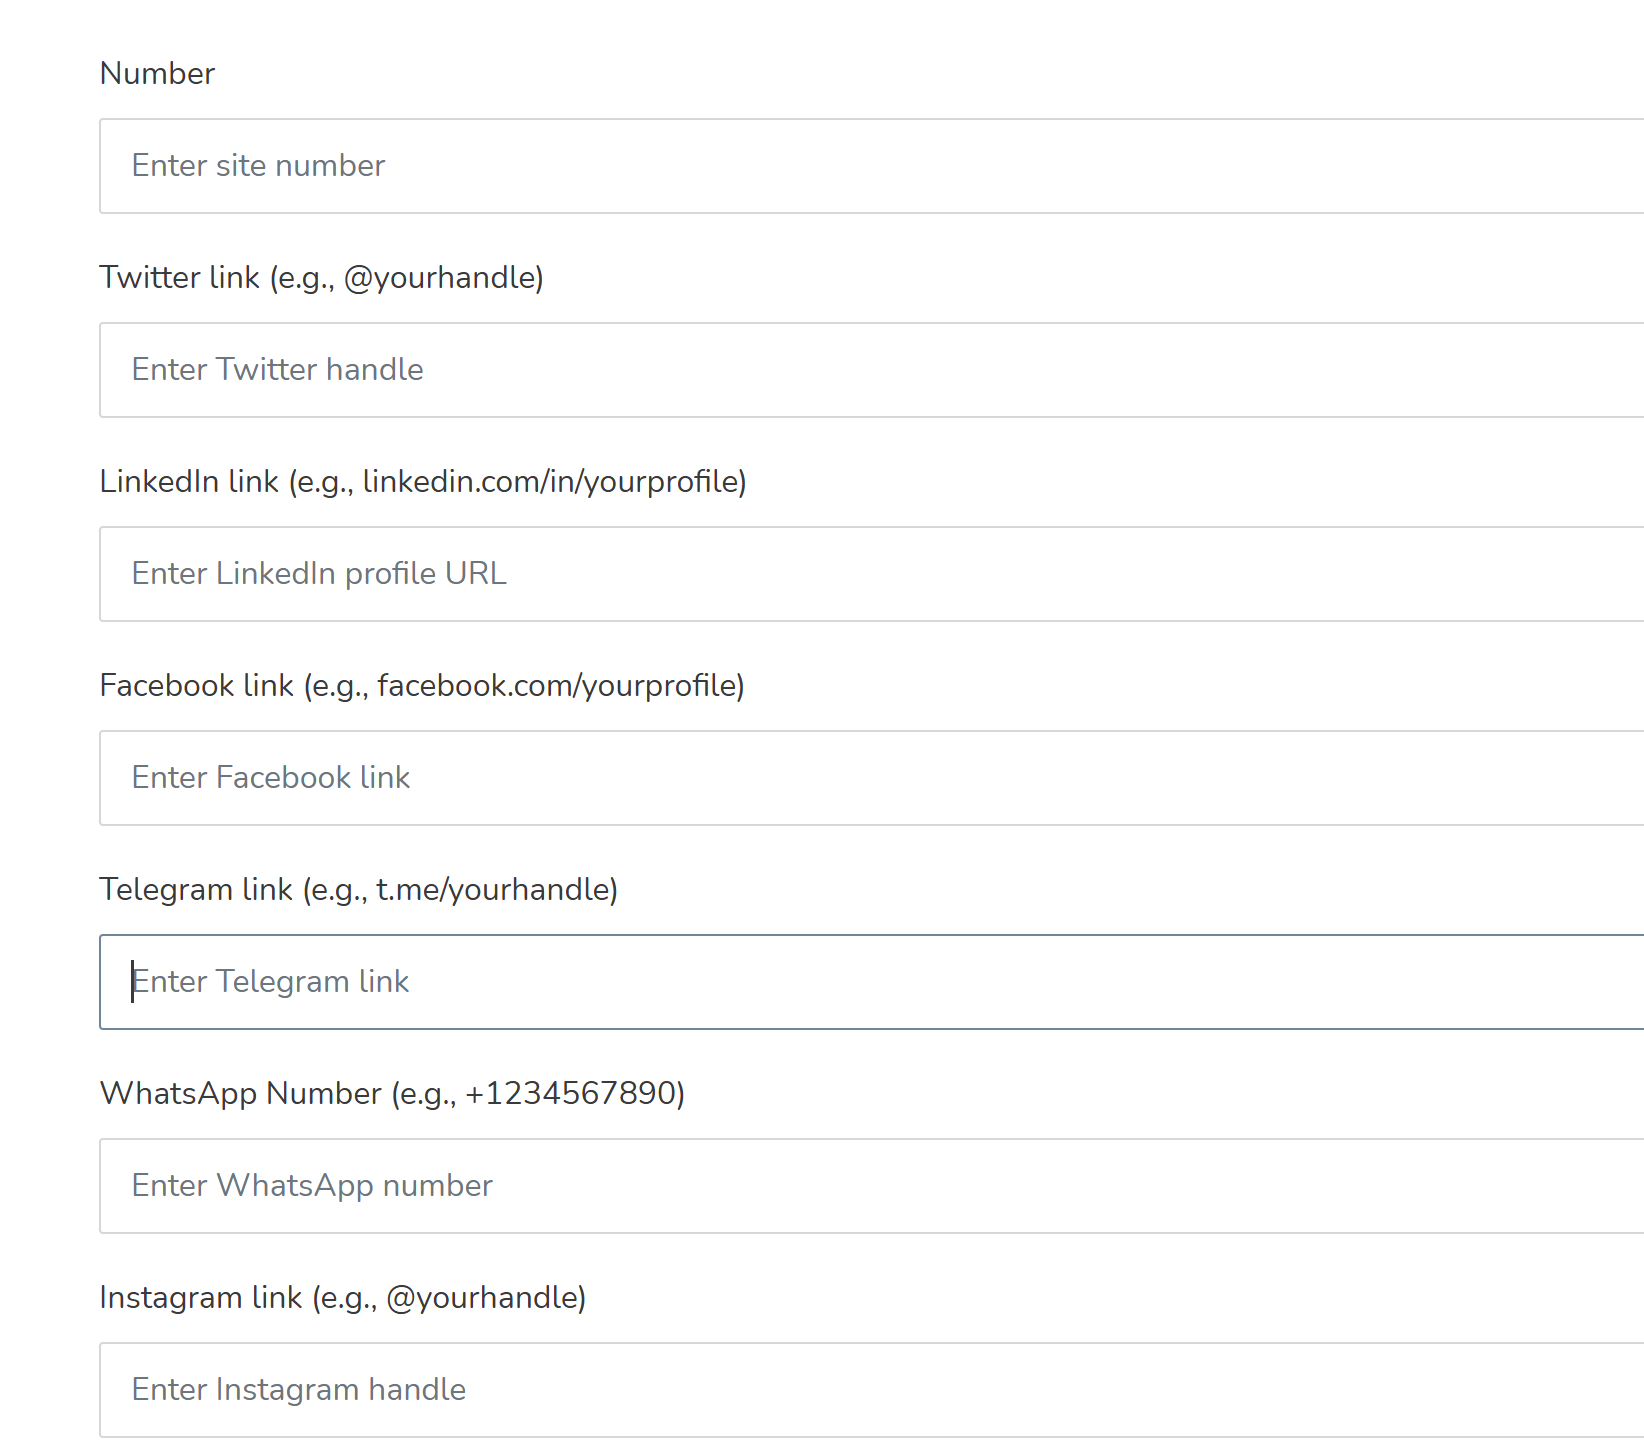 Number
Enter site number
Twitter link (e.g., @yourhandle)
Enter Twitter handle
LinkedIn link (e.g., linkedin.com/in/yourprofile)
Enter LinkedIn profile URL
Facebook link (e.g., facebook.com/yourprofile)
Enter Facebook link
Telegram link (e.g., t.me/yourhandle)
Enter Telegram link
WhatsApp Number (e.g., +1234567890)
Enter WhatsApp number
Instagram link (e.g., @yourhandle)
Enter Instagram handle